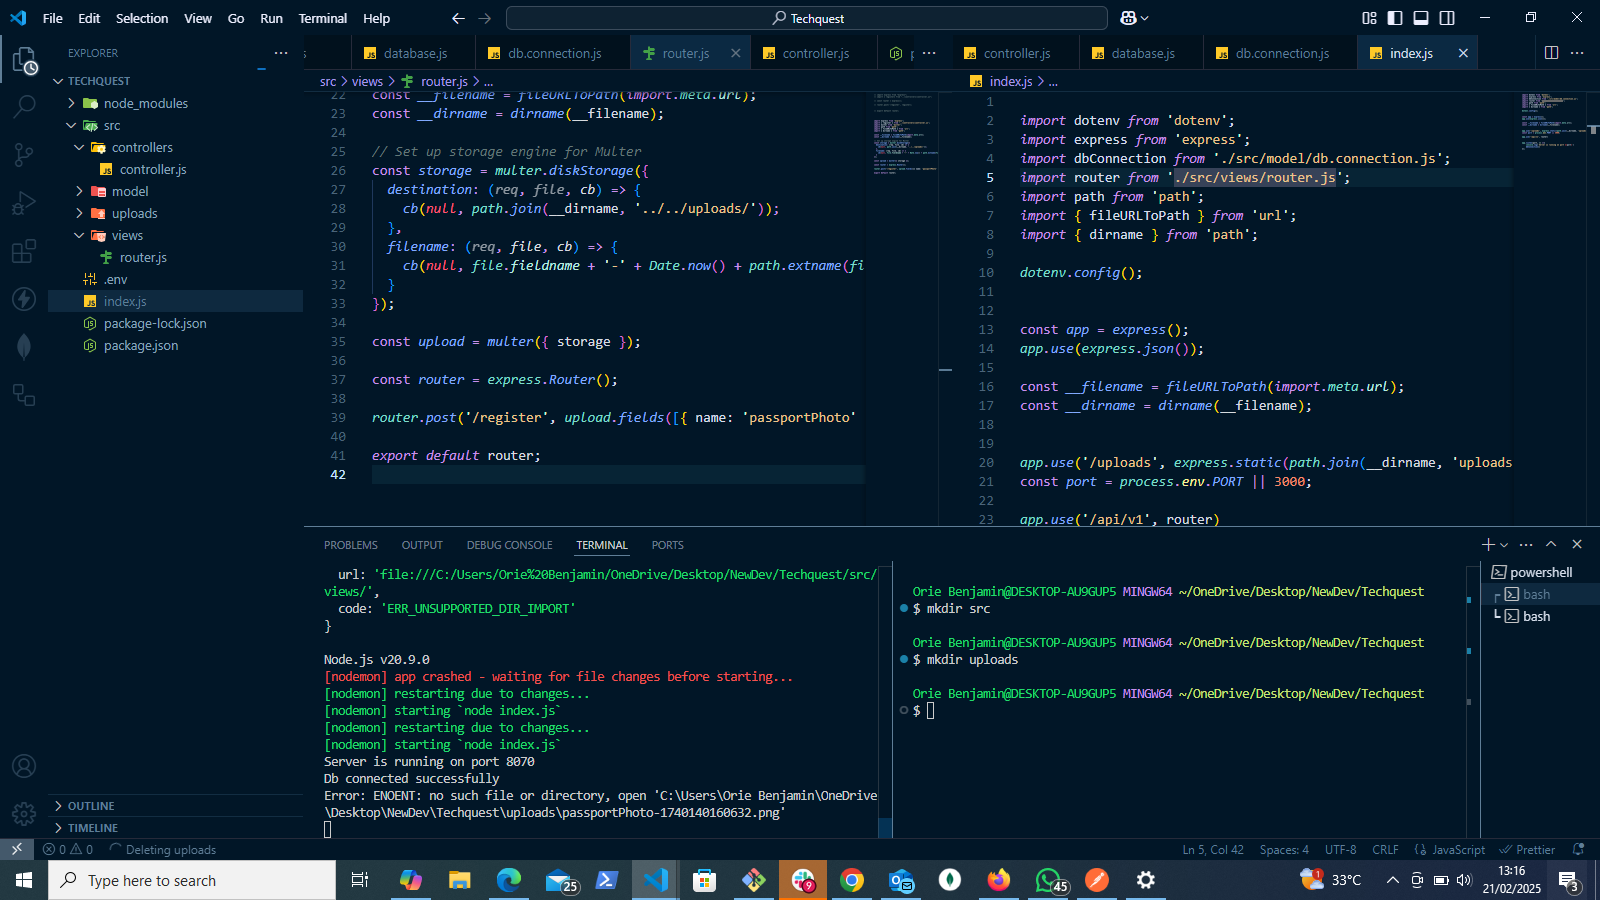 File Edit Selection View Go Run Terminal Help
Techquest
EXPLORER
TECHQUEST
node_modules
src
controllers
controller.js
model
uploads
views
router.js
.env
index.js
package-lock.json
package.json
OUTLINE
TIMELINE
database.js db.connection.js router.js controller.js
src > views > router.js > ...
22 const __filename = fileURLToPath(import.meta.url);
23 const __dirname = dirname(__filename);
24
25 // Set up storage engine for Multer
26 const storage = multer.diskStorage({
27 destination: (req, file, cb) => {
28 cb(null, path.join(__dirname, '../../uploads/'));
29 },
30 filename: (req, file, cb) => {
31 cb(null, file.fieldname + '-' + Date.now() + path.extname(fi
32 }
33 });
34
35 const upload = multer({ storage });
36
37 const router = express.Router();
38
39 router.post('/register', upload.fields([{ name: 'passportPhoto'
40
41 export default router;
42
controller.js database.js db.connection.js index.js
index.js > ...
1
2 import dotenv from 'dotenv';
3 import express from 'express';
4 import dbConnection from './src/model/db.connection.js';
5 import router from './src/views/router.js';
6 import path from 'path';
7 import { fileURLToPath } from 'url';
8 import { dirname } from 'path';
9
10 dotenv.config();
11
12
13 const app = express();
14 app.use(express.json());
15
16 const __filename = fileURLToPath(import.meta.url);
17 const __dirname = dirname(__filename);
18
19
20 app.use('/uploads', express.static(path.join(__dirname, 'uploads
21 const port = process.env.PORT || 3000;
22
23 app.use('/api/v1', router)
PROBLEMS OUTPUT DEBUG CONSOLE TERMINAL PORTS
url: 'file:///C:/Users/Orie%20Benjamin/OneDrive/Desktop/NewDev/Techquest/src/
views/',
code: 'ERR_UNSUPPORTED_DIR_IMPORT'
}
Node.js v20.9.0
[nodemon] app crashed - waiting for file changes before starting...
[nodemon] restarting due to changes...
[nodemon] starting `node index.js`
[nodemon] restarting due to changes...
[nodemon] starting `node index.js`
Server is running on port 8070
Db connected successfully
Error: ENOENT: no such file or directory, open 'C:\Users\Orie Benjamin\OneDrive
\Desktop\NewDev\Techquest\uploads\passportPhoto-1740140160632.png'
Orie Benjamin@DESKTOP-AU9GUP5 MINGW64 ~/OneDrive/Desktop/NewDev/Techquest
$ mkdir src
Orie Benjamin@DESKTOP-AU9GUP5 MINGW64 ~/OneDrive/Desktop/NewDev/Techquest
$ mkdir uploads
Orie Benjamin@DESKTOP-AU9GUP5 MINGW64 ~/OneDrive/Desktop/NewDev/Techquest
$
powershell
bash
bash
0 0 Deleting uploads Ln 5, Col 42 Spaces: 4 UTF-8 CRLF JavaScript Prettier
Type here to search 25 9 45 1 33°C 13:16 3
21/02/2025